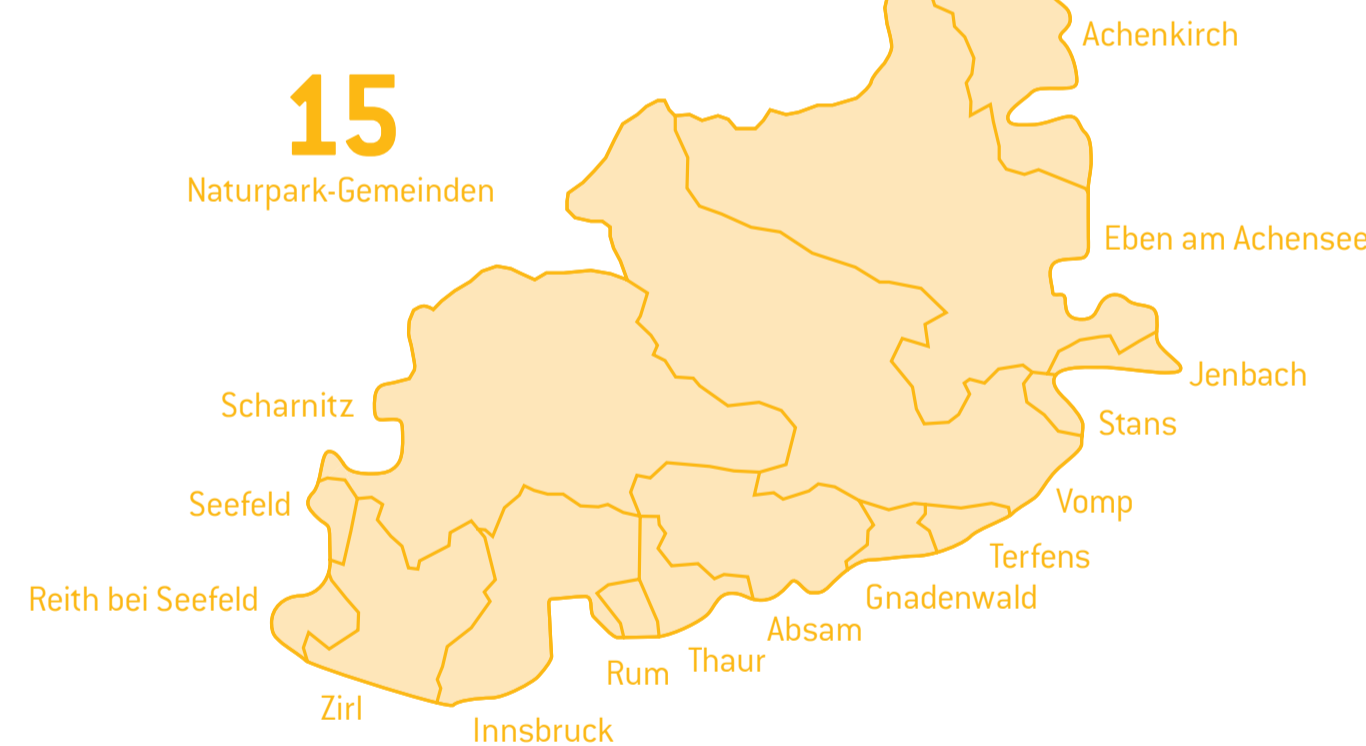 Achenkirch
15
Naturpark-Gemeinden
Eben am Achensee
Jenbach
Scharnitz
Stans
Seefeld
Vomp
Terfens
Reith bei Seefeld
Gnadenwald
Absam
Thaur
Rum
Zirl
Innsbruck